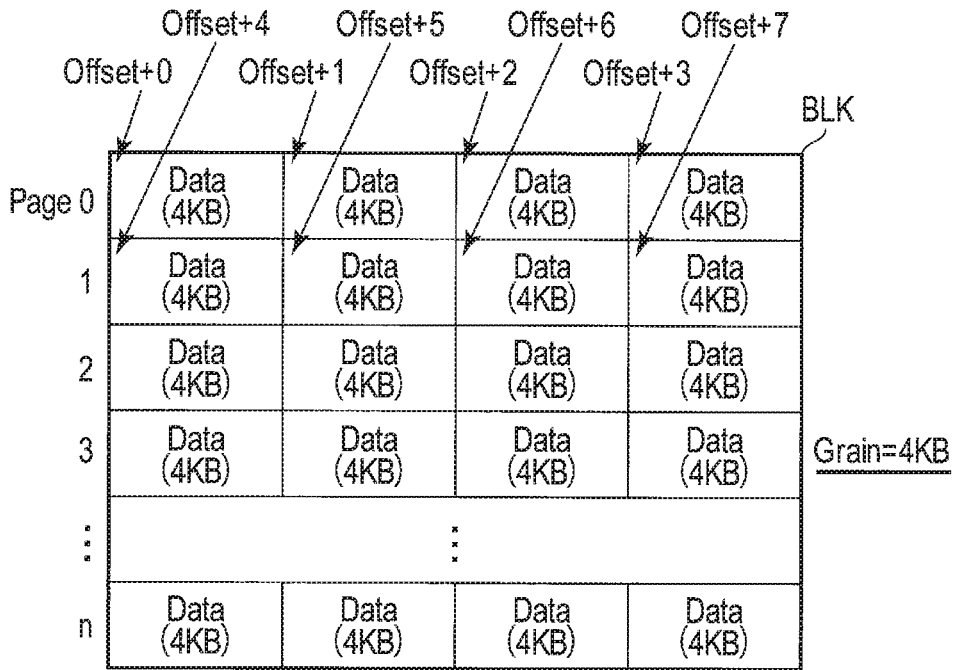 Offset+4 Offset+5 Offset+6 Offset+7
Offset+0 Offset+1 Offset+2 Offset+3
BLK
Page 0 Data (4KB) Data (4KB) Data (4KB) Data (4KB)
1 Data (4KB) Data (4KB) Data (4KB) Data (4KB)
2 Data (4KB) Data (4KB) Data (4KB) Data (4KB)
3 Data (4KB) Data (4KB) Data (4KB) Data (4KB)
Grain=4KB
n Data (4KB) Data (4KB) Data (4KB) Data (4KB)